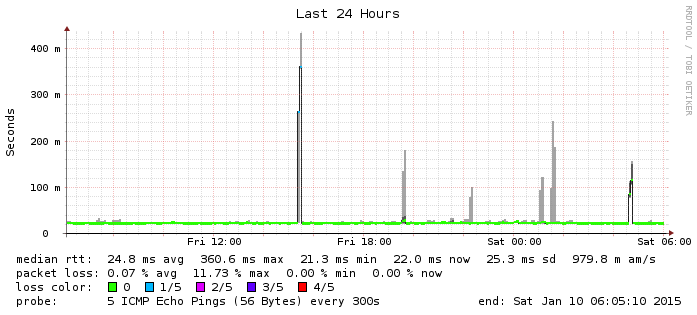 Last 24 Hours
RRDTOOL / TOBI OETIKER
Seconds
400 m
300 m
200 m
100 m
0
Fri 12:00 Fri 18:00 Sat 00:00 Sat 06:00
median rtt: 24.8 ms avg 360.6 ms max 21.3 ms min 22.0 ms now 25.3 ms sd 979.8 m am/s
packet loss: 0.07 % avg 11.73 % max 0.00 % min 0.00 % now
loss color: 0 1/5 2/5 3/5 4/5
probe: 5 ICMP Echo Pings (56 Bytes) every 300s end: Sat Jan 10 06:05:10 2015